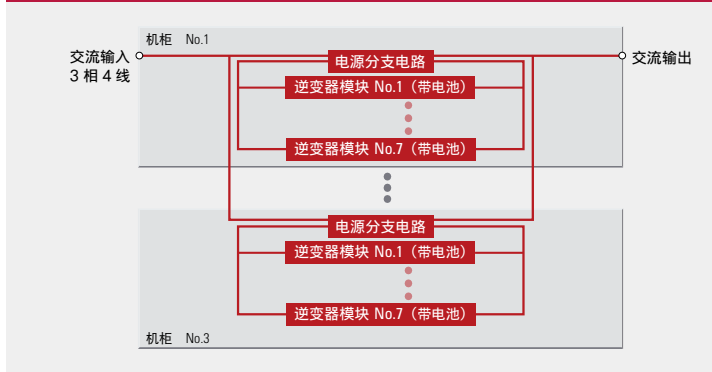 机柜 No.1
交流输入
3 相 4 线
交流输出
电源分支电路
逆变器模块 No.1（带电池）
逆变器模块 No.7（带电池）
电源分支电路
逆变器模块 No.1（带电池）
逆变器模块 No.7（带电池）
机柜 No.3